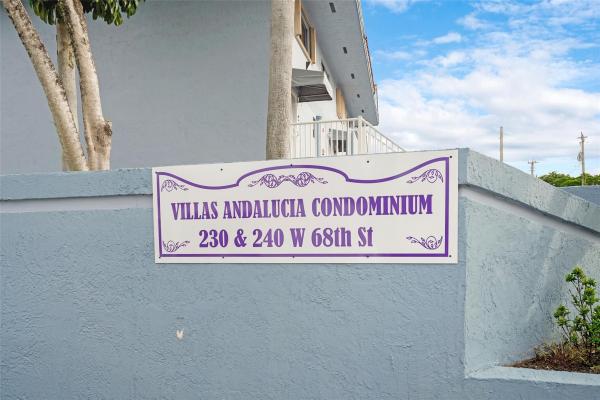 VILLAS ANDALUCIA CONDOMINIUM
230 & 240 W 68th St